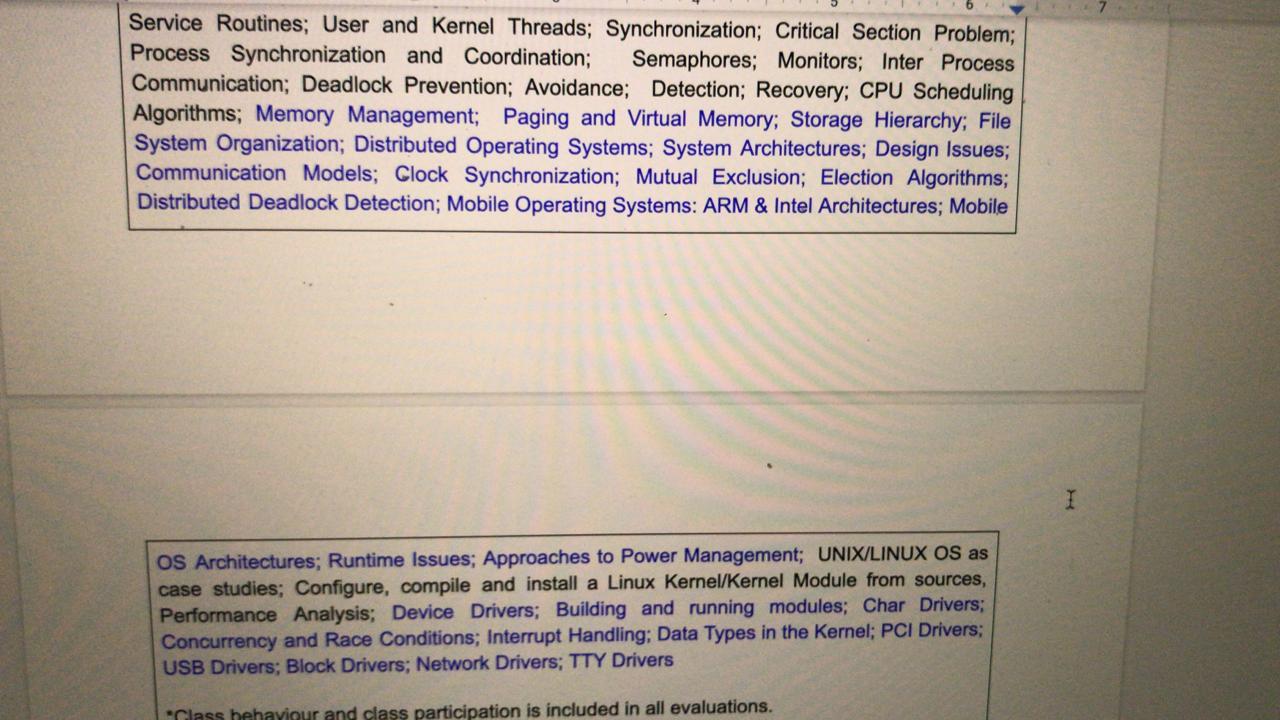 5 6 7
Service Routines; User and Kernel Threads; Synchronization; Critical Section Problem;
Process Synchronization and Coordination; Semaphores; Monitors; Inter Process
Communication; Deadlock Prevention; Avoidance; Detection; Recovery; CPU Scheduling
Algorithms; Memory Management; Paging and Virtual Memory; Storage Hierarchy; File
System Organization; Distributed Operating Systems; System Architectures; Design Issues;
Communication Models; Clock Synchronization; Mutual Exclusion; Election Algorithms;
Distributed Deadlock Detection; Mobile Operating Systems: ARM & Intel Architectures; Mobile
OS Architectures; Runtime Issues; Approaches to Power Management; UNIX/LINUX OS as
case studies; Configure, compile and install a Linux Kernel/Kernel Module from sources,
Performance Analysis; Device Drivers; Building and running modules; Char Drivers;
Concurrency and Race Conditions; Interrupt Handling; Data Types in the Kernel; PCI Drivers;
USB Drivers; Block Drivers; Network Drivers; TTY Drivers
*Class behaviour and class participation is included in all evaluations.